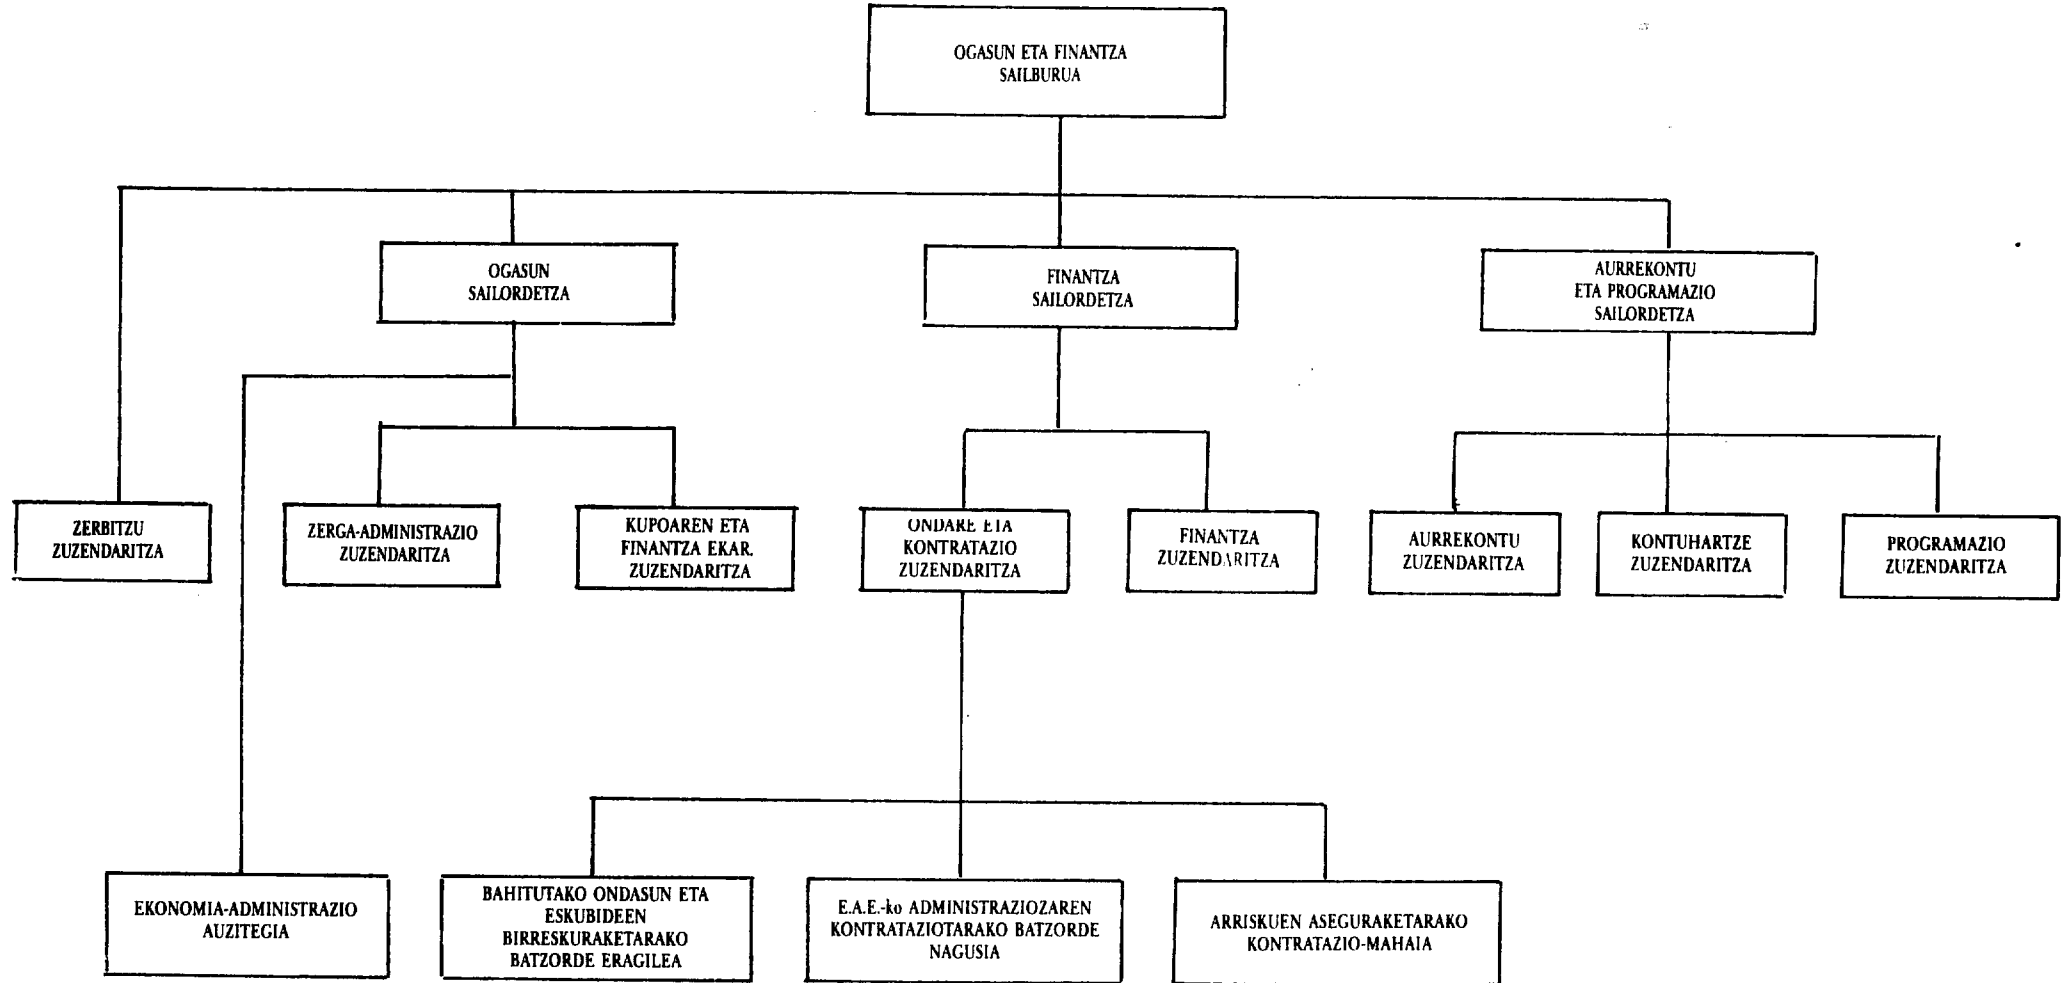 OGASUN ETA FINANTZA
SAILBURUA
OGASUN
SAILORDETZA
FINANTZA
SAILORDETZA
AURREKONTU
ETA PROGRAMAZIO
SAILORDETZA
ZERBITZU
ZUZENDARITZA
ZERGA-ADMINISTRAZIO
ZUZENDARITZA
KUPOAREN ETA
FINANTZA EKAR.
ZUZENDARITZA
ONDARE ETA
KONTRATAZIO
ZUZENDARITZA
FINANTZA
ZUZENDARITZA
AURREKONTU
ZUZENDARITZA
KONTUHARTZE
ZUZENDARITZA
PROGRAMAZIO
ZUZENDARITZA
EKONOMIA-ADMINISTRAZIO
AUZITEGIA
BAHITUTAKO ONDASUN ETA
ESKUBIDEEN
BIRRESKURAKETARAKO
BATZORDE ERAGILEA
E.A.E.-ko ADMINISTRAZIOZAREN
KONTRATAZIOTARAKO BATZORDE
NAGUSIA
ARRISKUEN ASEGURAKETARAKO
KONTRATAZIO-MAHAIA